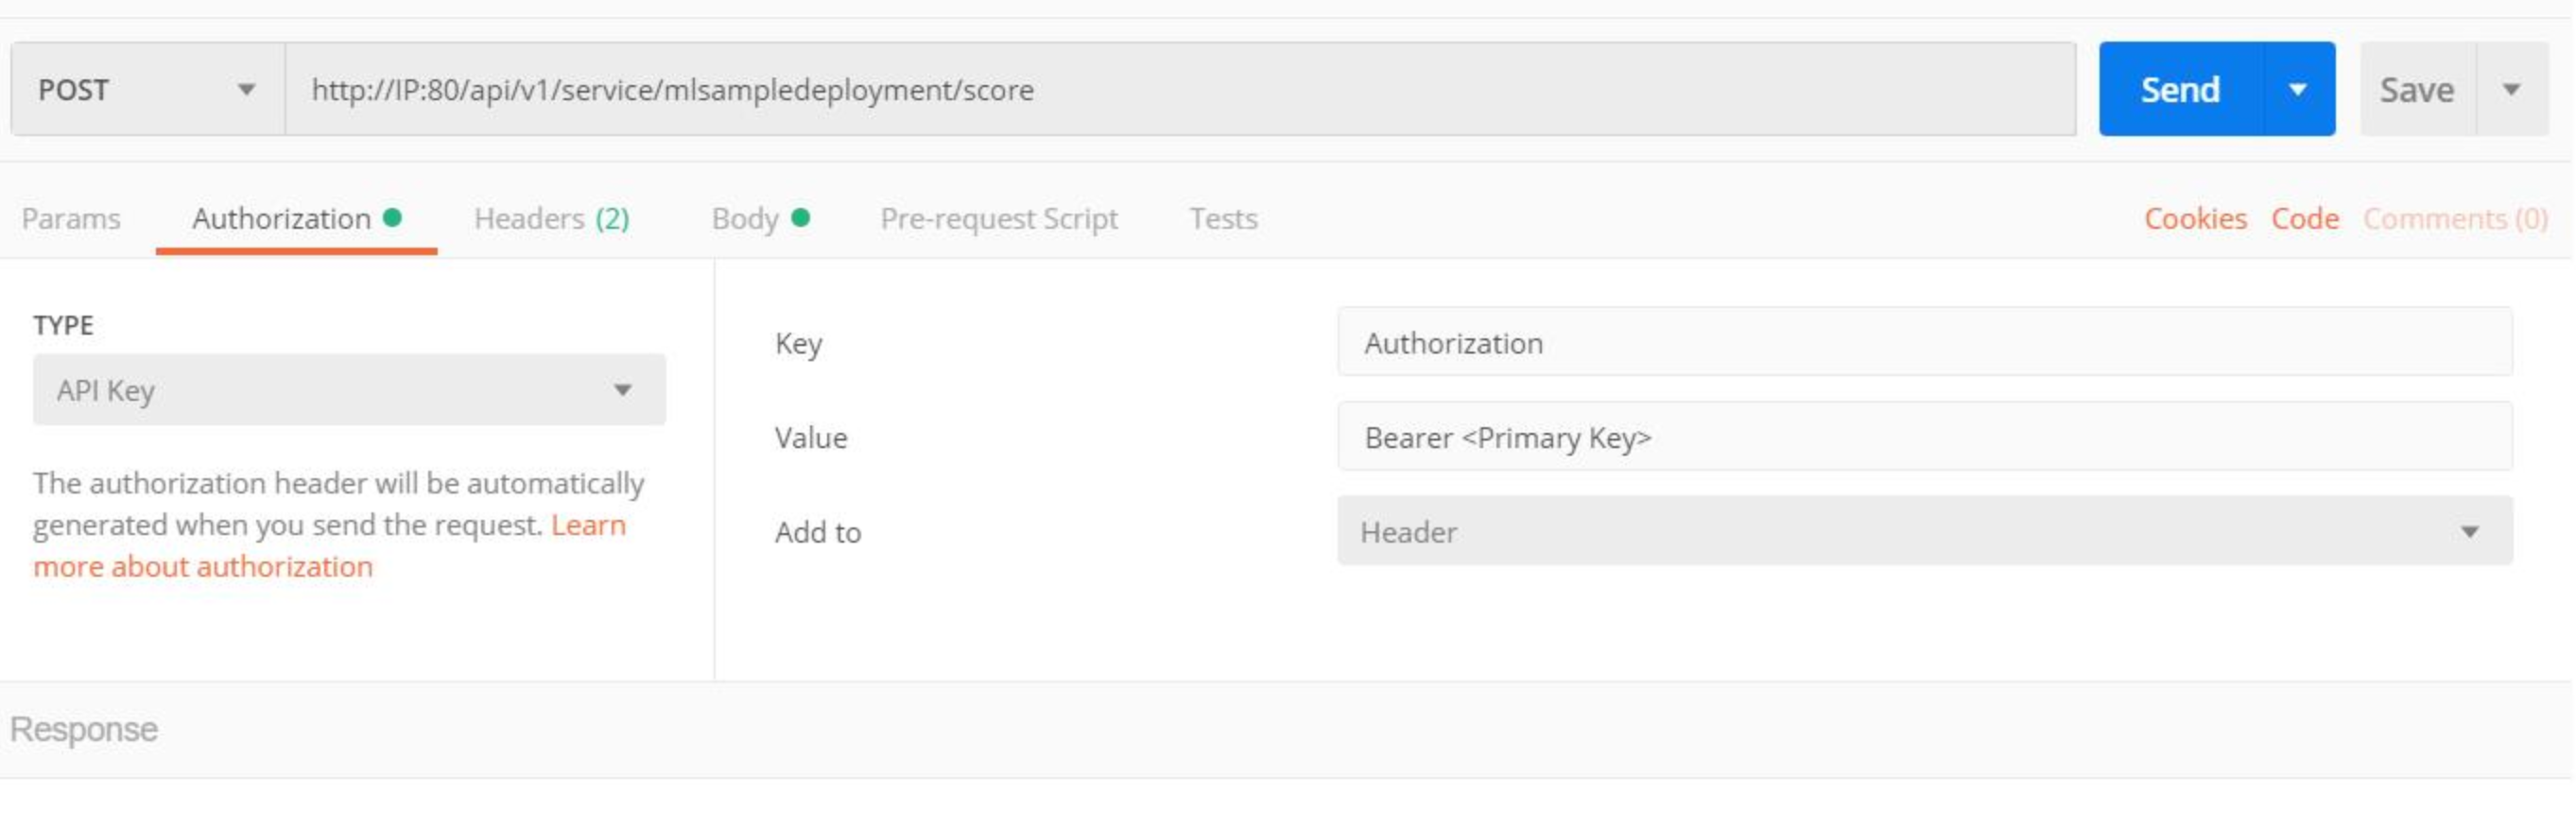 POST http://IP:80/api/v1/service/mlsampledeployment/score Send Save
Params Authorization Headers (2) Body Pre-request Script Tests Cookies Code Comments (0)
TYPE
API Key
The authorization header will be automatically
generated when you send the request. Learn
more about authorization
Key Authorization
Value Bearer <Primary Key>
Add to Header
Response